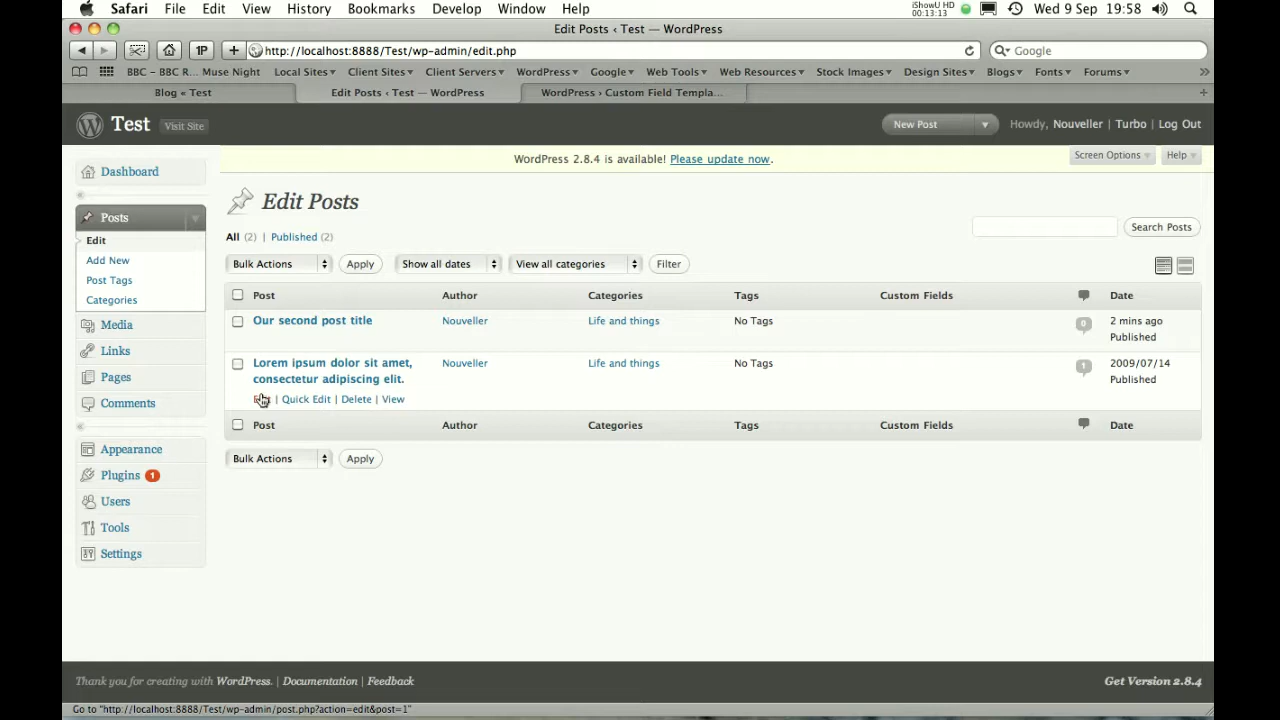 Safari File Edit View History Bookmarks Develop Window Help iShowU HD 00:13:13 Wed 9 Sep 19:58
Edit Posts ‹ Test — WordPress
1P + http://localhost:8888/Test/wp-admin/edit.php Google
BBC – BBC R... Muse Night Local Sites▾ Client Sites▾ Client Servers▾ WordPress▾ Google▾ Web Tools▾ Web Resources▾ Stock Images▾ Design Sites▾ Blogs▾ Fonts▾ Forums▾ »
Blog « Test Edit Posts ‹ Test — WordPress WordPress › Custom Field Templa... +
Test Visit Site New Post Howdy, Nouveller | Turbo | Log Out
WordPress 2.8.4 is available! Please update now. Screen Options Help
Dashboard
Posts
Edit
Add New
Post Tags
Categories
Media
Links
Pages
Comments
Appearance
Plugins 1
Users
Tools
Settings
Edit Posts
All (2) | Published (2)
Search Posts
Bulk Actions Apply Show all dates View all categories Filter
Post Author Categories Tags Custom Fields Date
Our second post title Nouveller Life and things No Tags 0 2 mins ago
Published
Lorem ipsum dolor sit amet, Nouveller Life and things No Tags 1 2009/07/14
consectetur adipiscing elit. Published
| Quick Edit | Delete | View
Post Author Categories Tags Custom Fields Date
Bulk Actions Apply
Thank you for creating with WordPress. | Documentation | Feedback Get Version 2.8.4
Go to "http://localhost:8888/Test/wp-admin/post.php?action=edit&post=1"